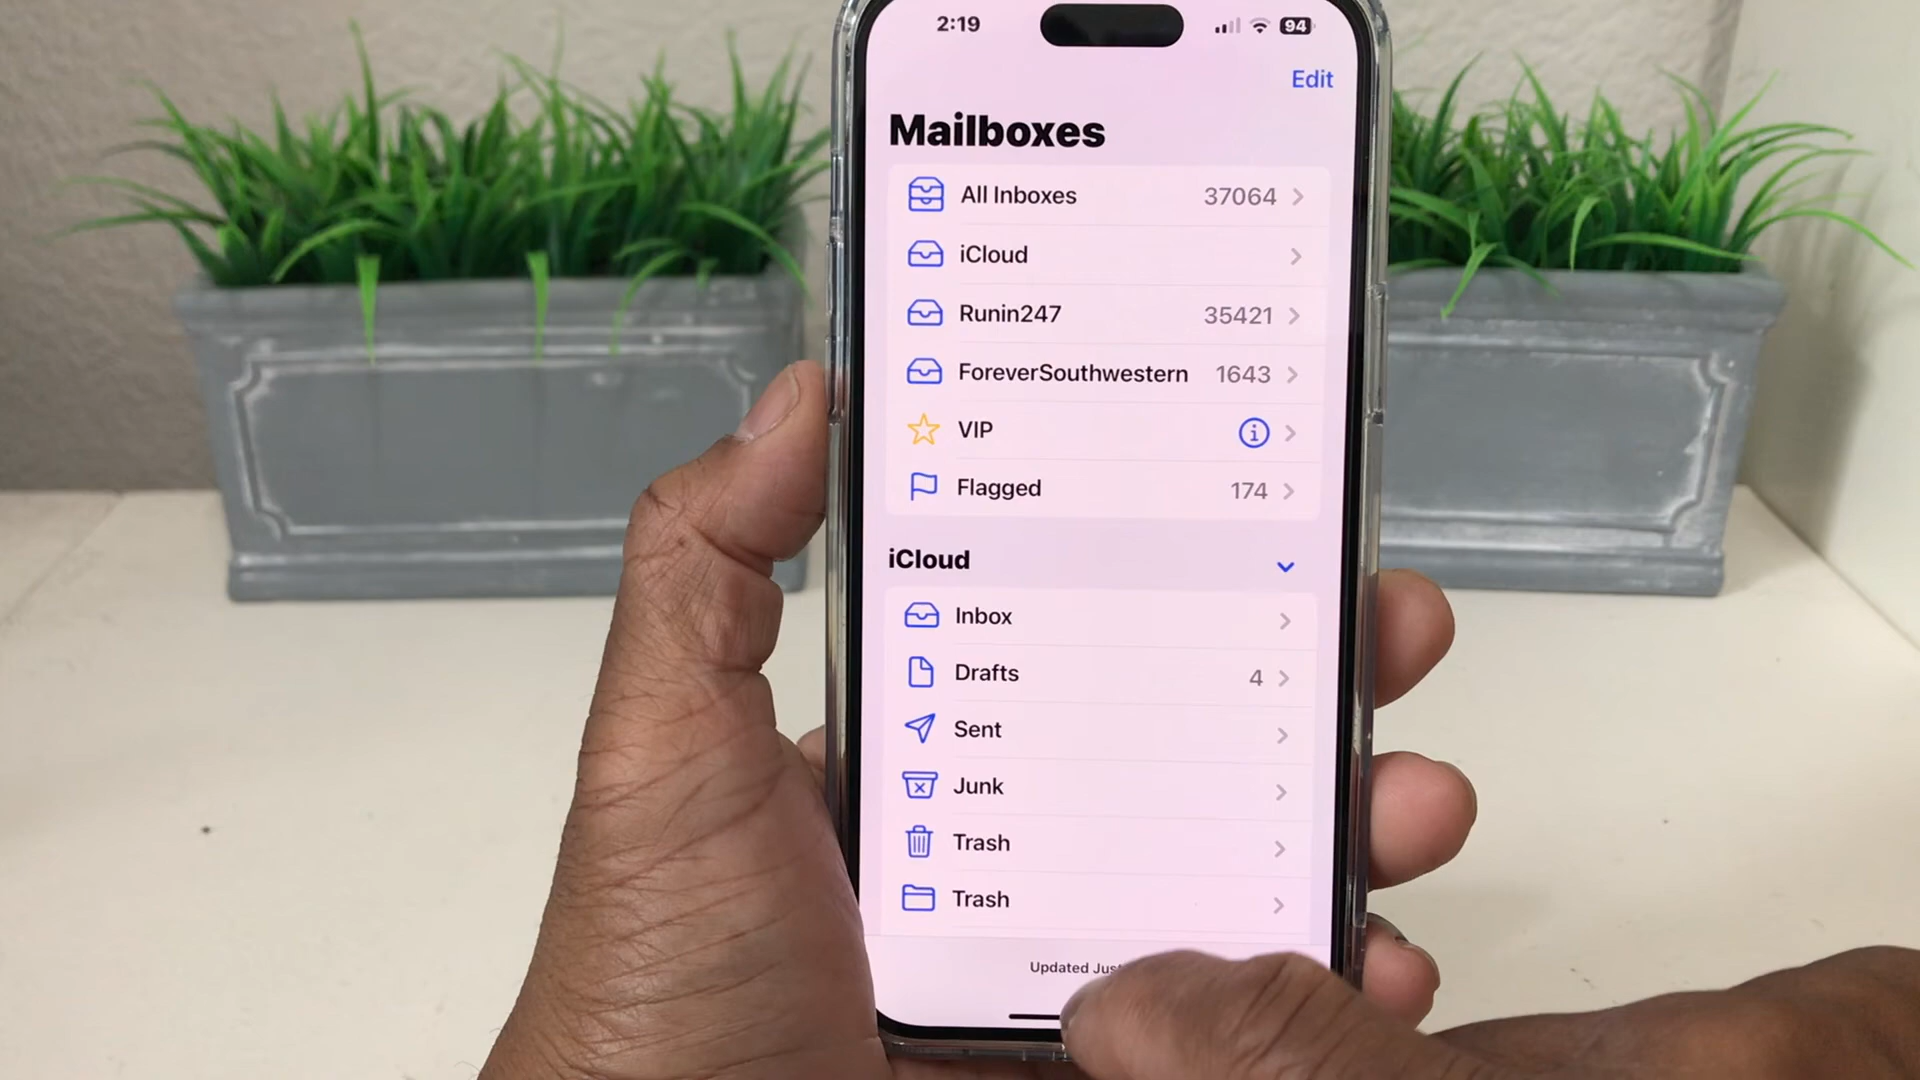 2:19
94
Edit
Mailboxes
All Inboxes 37064
iCloud
Runin247 35421
ForeverSouthwestern 1643
VIP
Flagged 174
iCloud
Inbox
Drafts 4
Sent
Junk
Trash
Trash
Updated